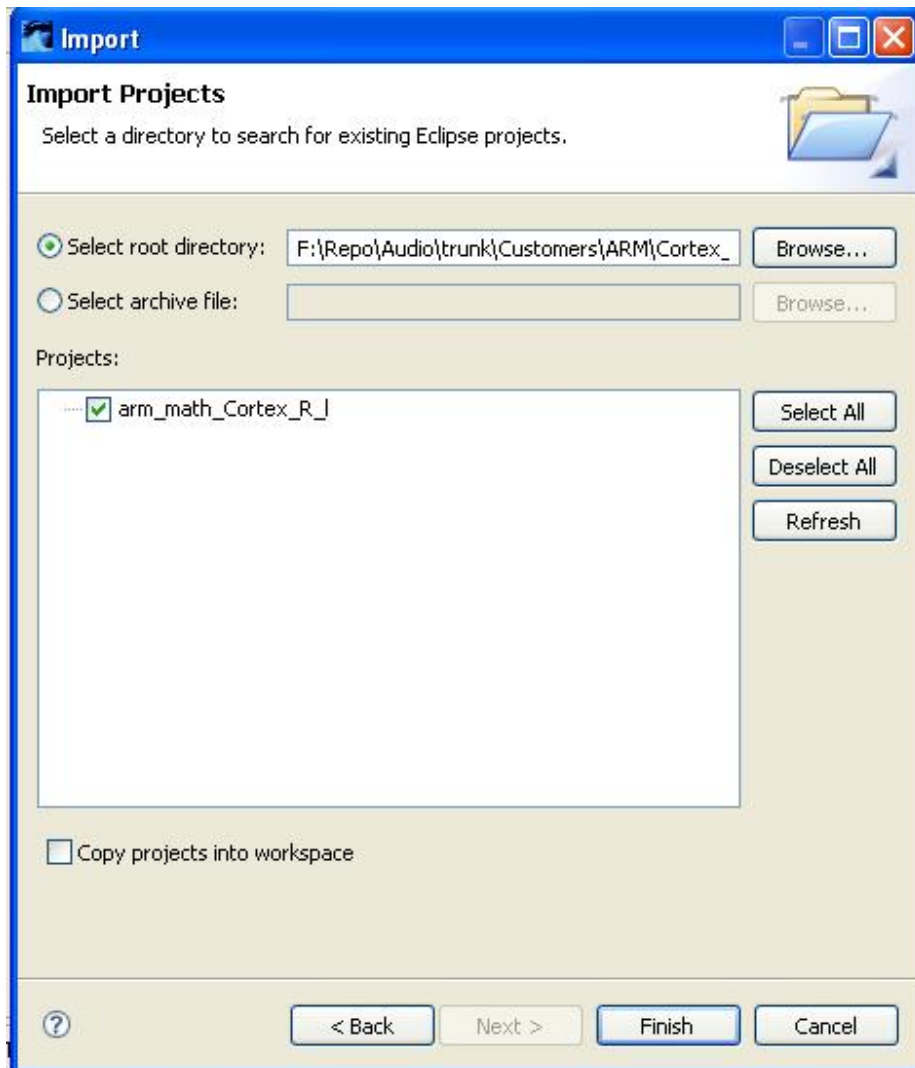 Import
Import Projects
Select a directory to search for existing Eclipse projects.
Select root directory: F:\Repo\Audio\trunk\Customers\ARM\Cortex_ Browse...
Select archive file: Browse...
Projects:
arm_math_Cortex_R_l
Select All
Deselect All
Refresh
Copy projects into workspace
? < Back Next > Finish Cancel